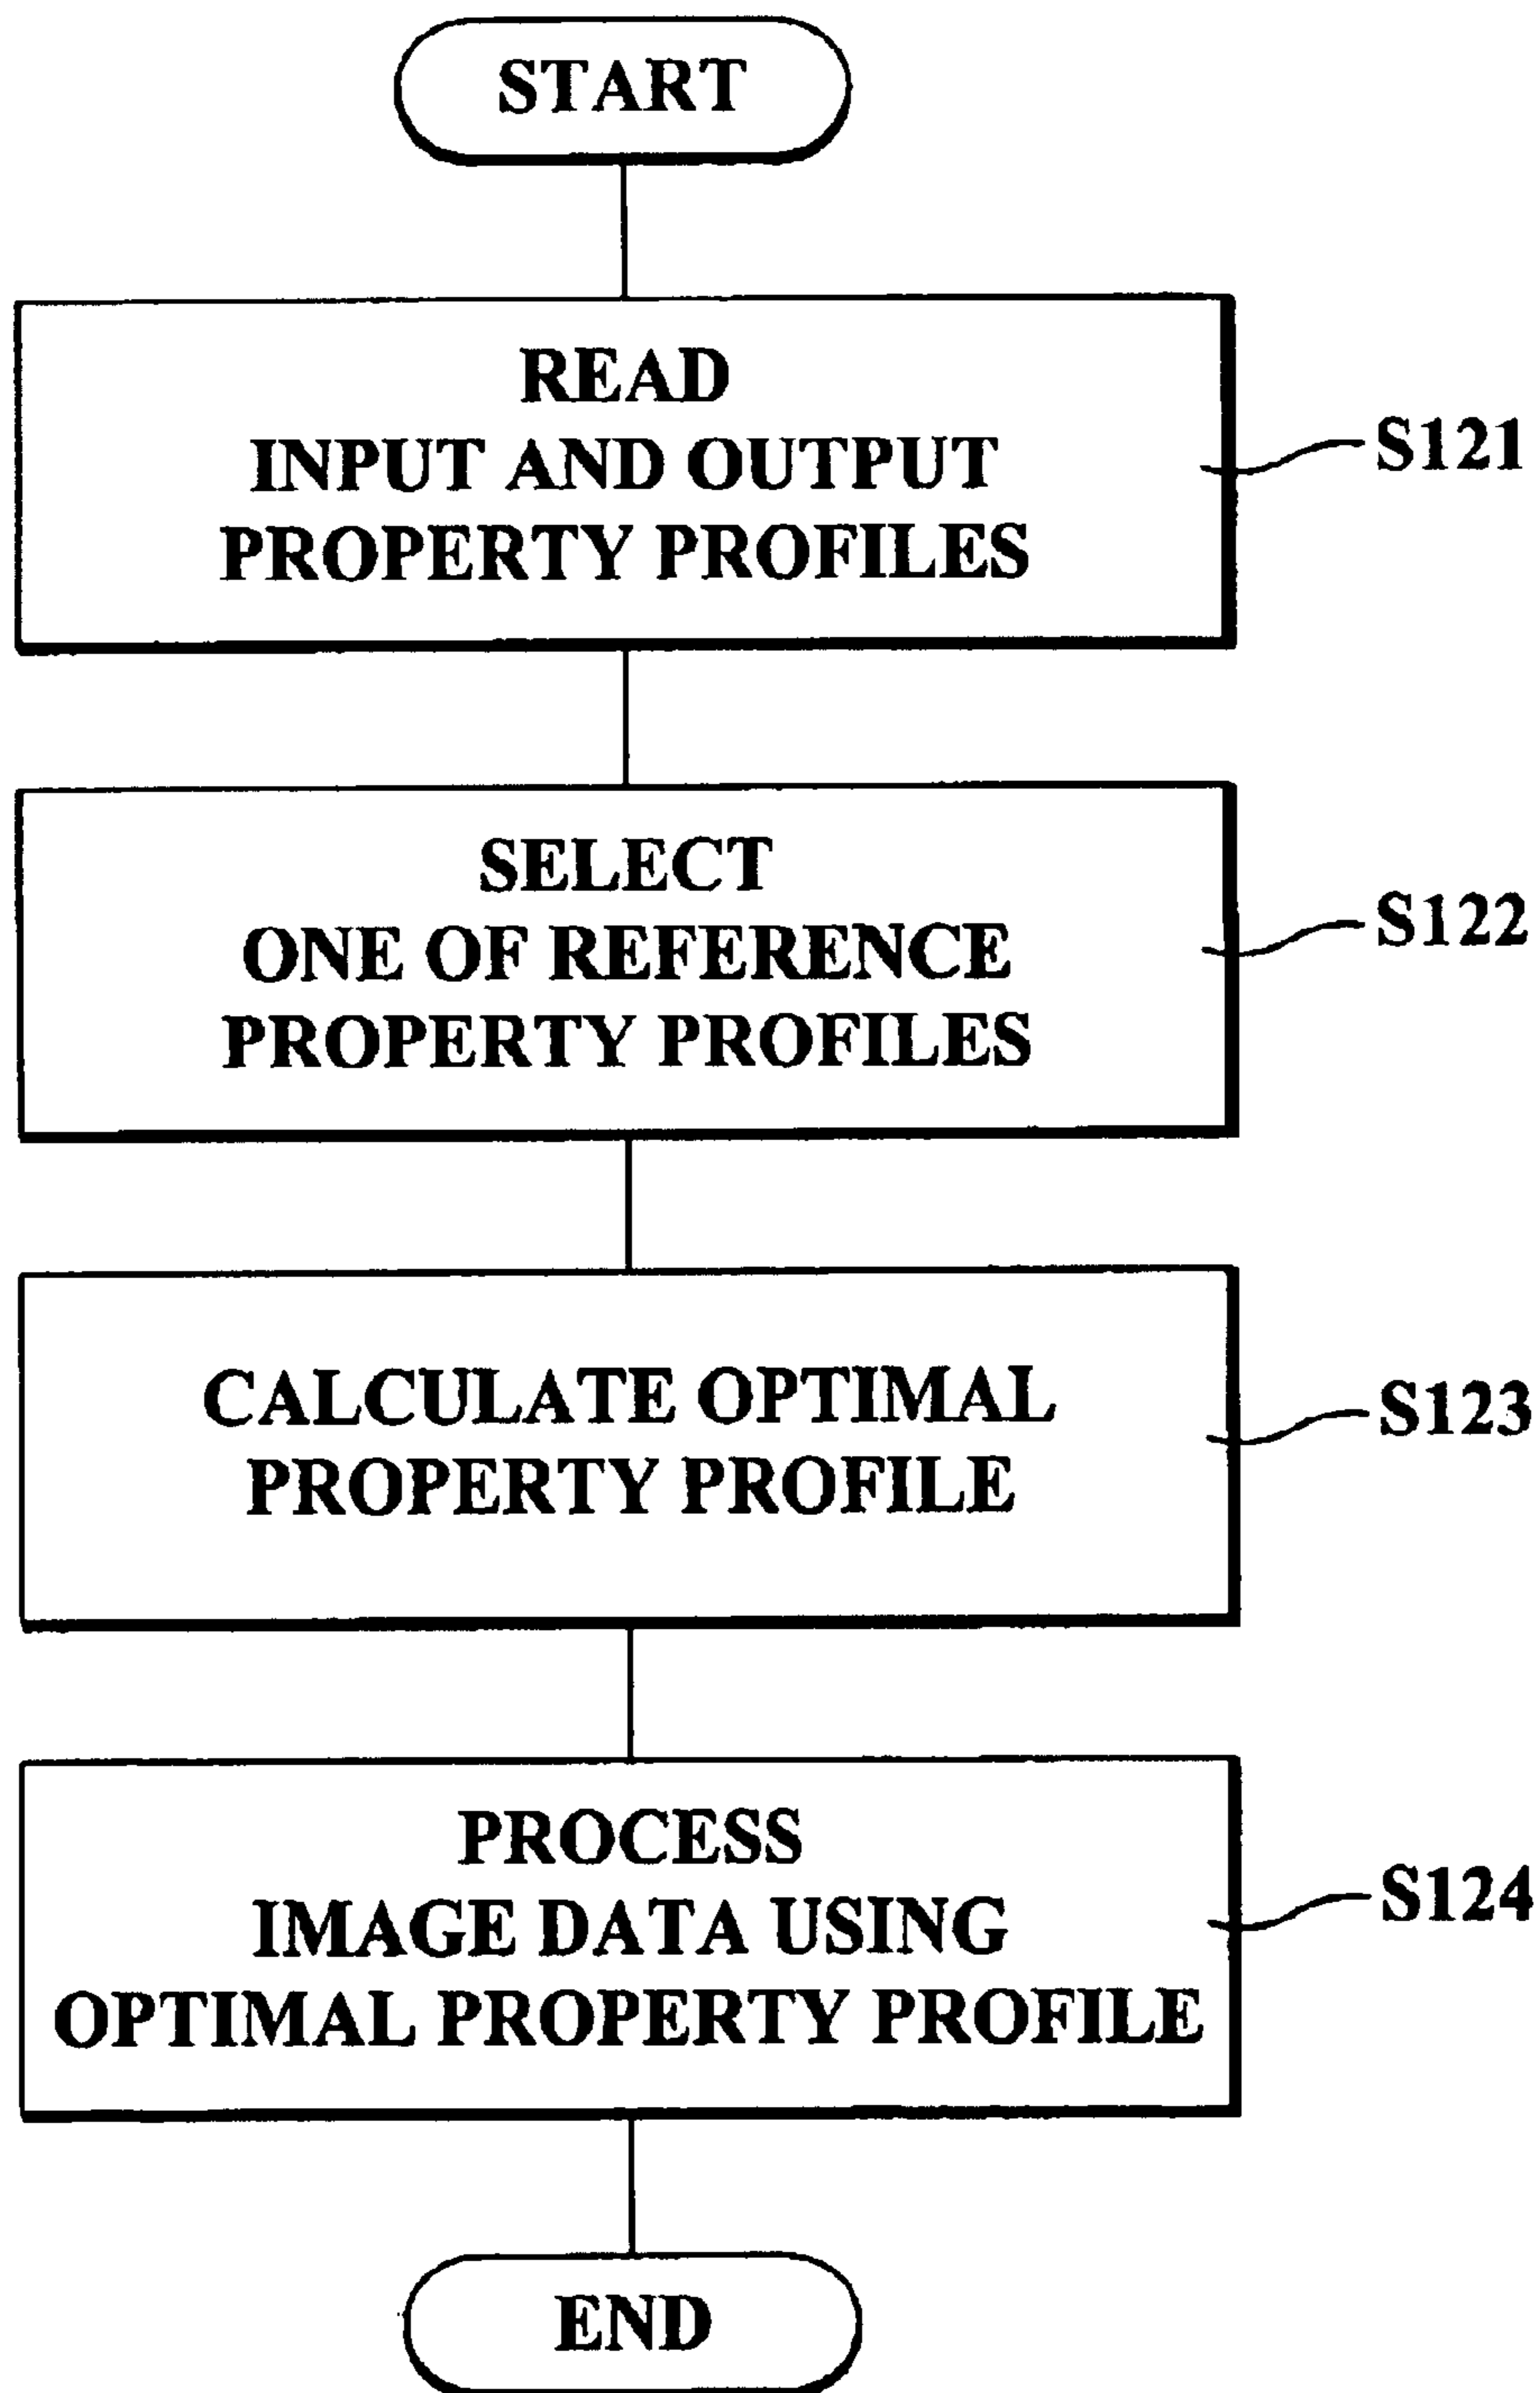 START
READ
INPUT AND OUTPUT
PROPERTY PROFILES
S121
SELECT
ONE OF REFERENCE
PROPERTY PROFILES
S122
CALCULATE OPTIMAL
PROPERTY PROFILE
S123
PROCESS
IMAGE DATA USING
OPTIMAL PROPERTY PROFILE
S124
END